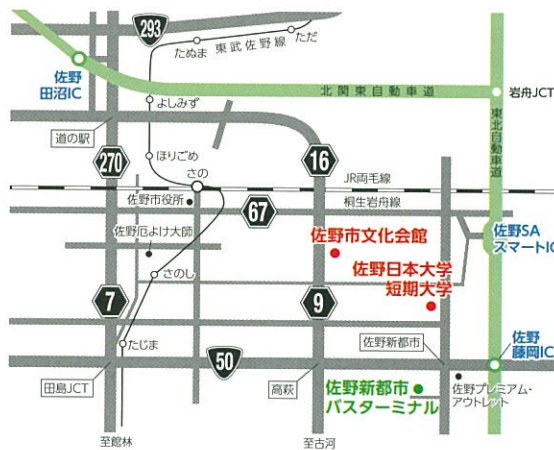 293
たぬま
東武佐野線
ただ
佐野
田沼IC
北関東自動車道
岩舟JCT
よしみず
東北自動車道
道の駅
270
ほりごめ
さの
16
JR両毛線
佐野市役所
67
桐生岩舟線
佐野厄よけ大師
佐野市文化会館
佐野SA
スマートIC
さのし
佐野日本大学
短期大学
7
9
たじま
50
佐野新都市
佐野
藤岡IC
田島JCT
高萩
佐野新都市
バスターミナル
佐野プレミアム・
アウトレット
至館林
至古河